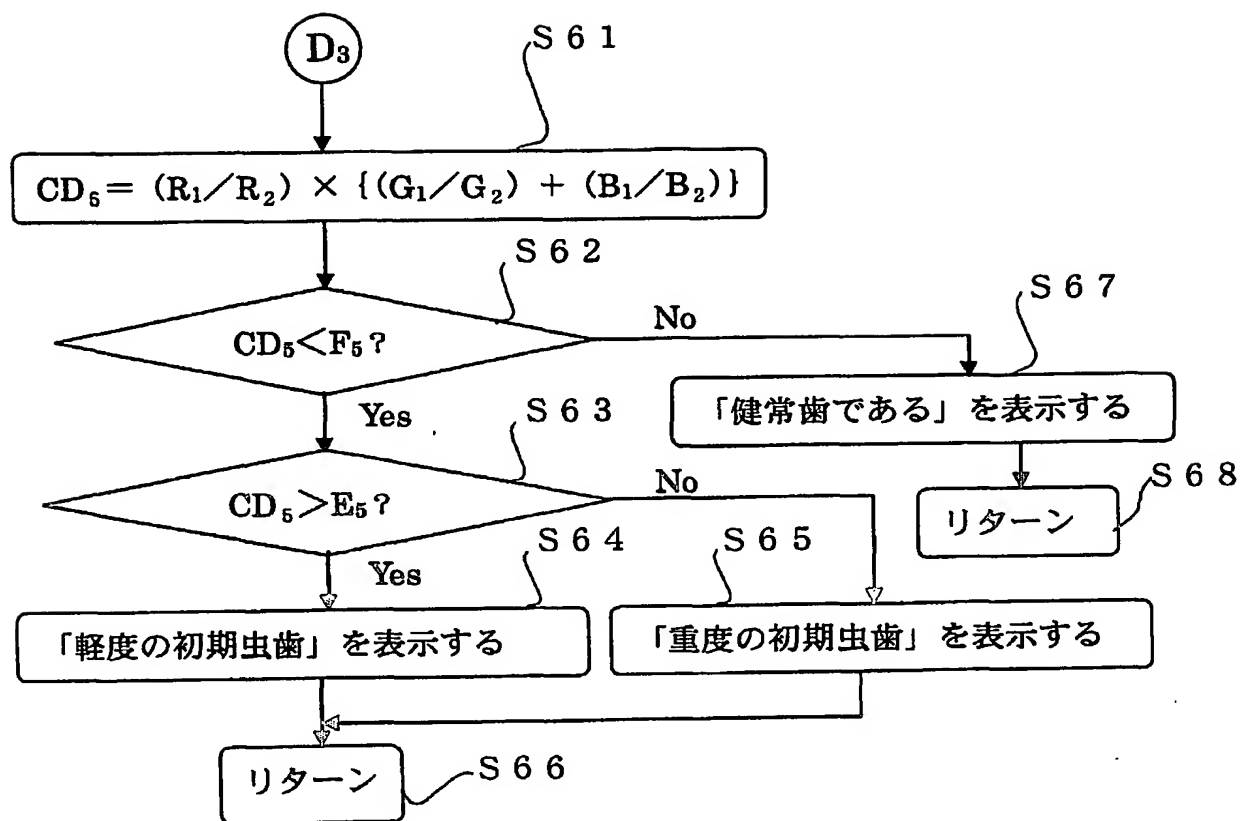 D₃
S61
CD₅＝（R₁／R₂）×｛（G₁／G₂）＋（B₁／B₂）｝
S62
CD₅＜F₅？
No
S67
「健常歯である」を表示する
Yes
S63
CD₅＞E₅？
No
S68
リターン
Yes
S64
S65
「軽度の初期虫歯」を表示する
「重度の初期虫歯」を表示する
リターン
S66